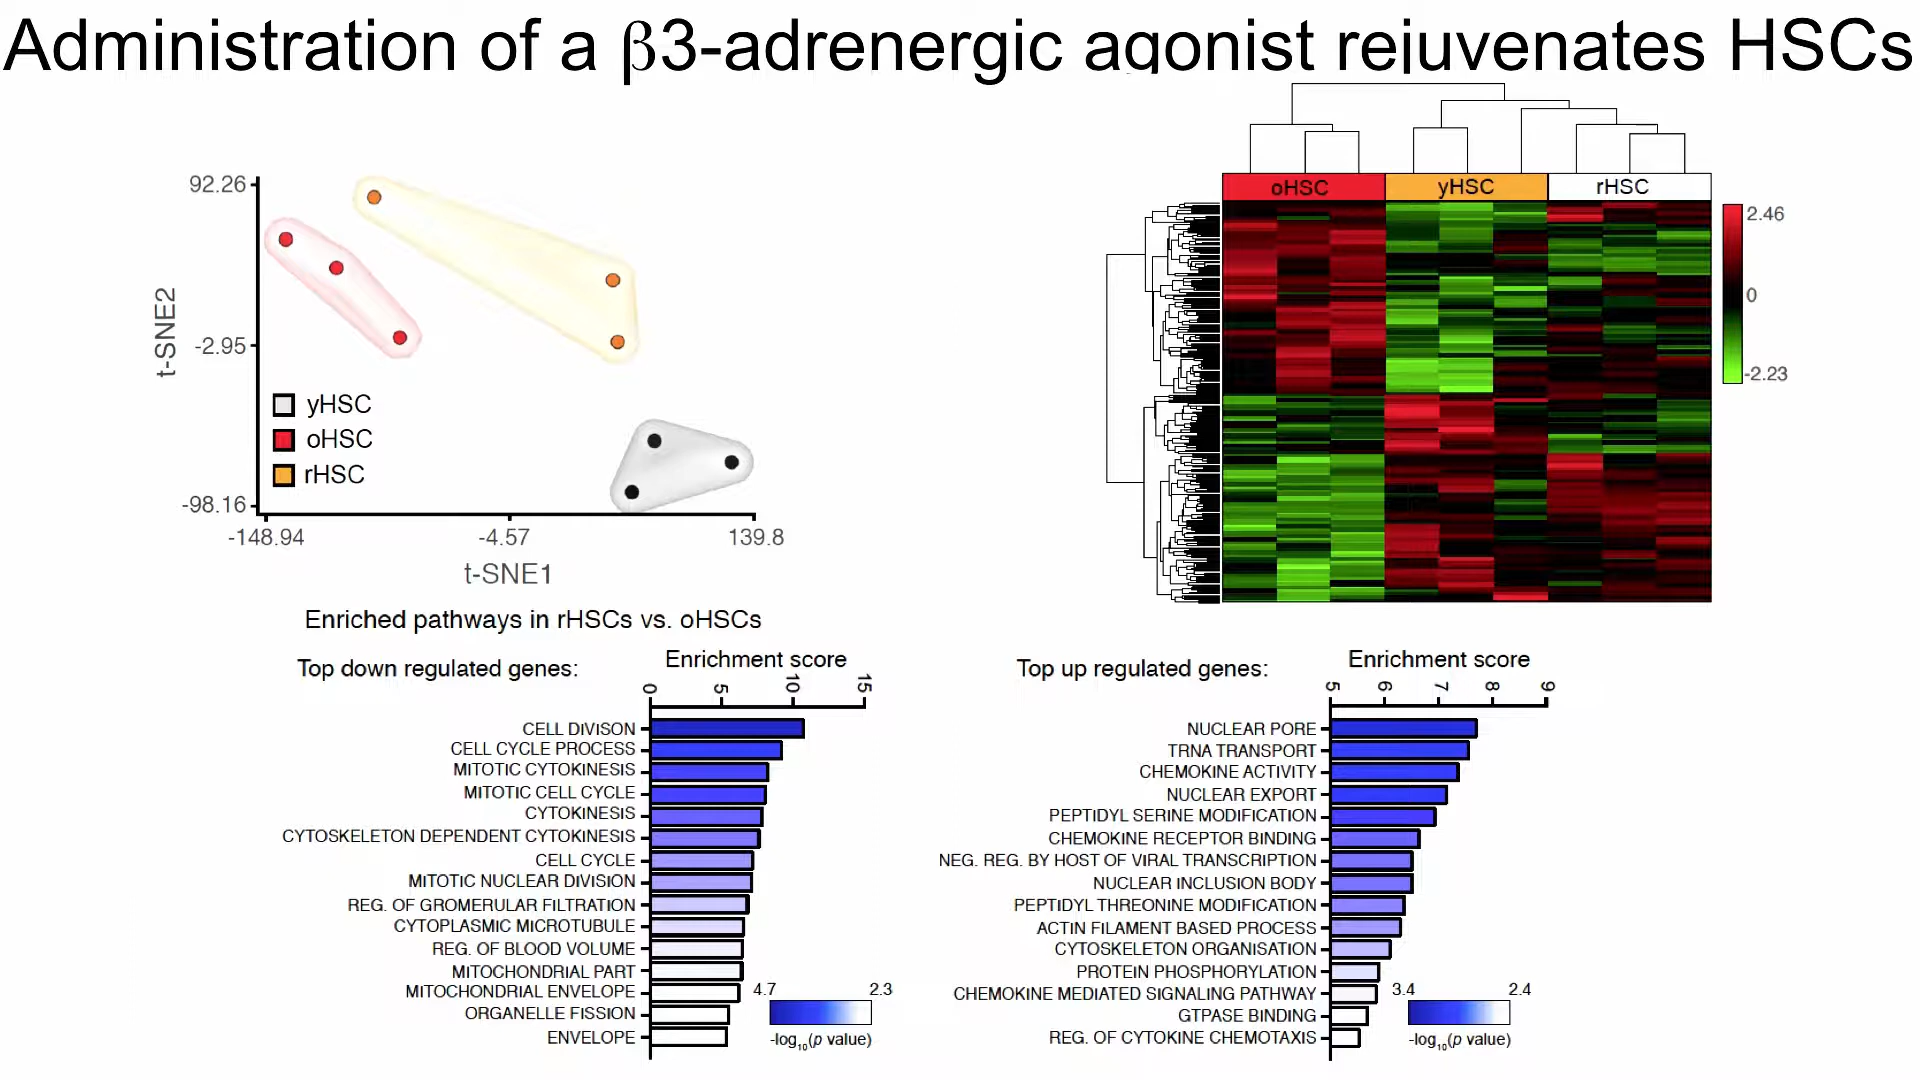 Administration of a β3-adrenergic agonist rejuvenates HSCs
92.26
-2.95
-98.16
t-SNE2
yHSC
oHSC
rHSC
-148.94
-4.57
139.8
t-SNE1
oHSC
yHSC
rHSC
2.46
0
-2.23
Enriched pathways in rHSCs vs. oHSCs
Top down regulated genes:
Enrichment score
0
5
10
15
CELL DIVISON
CELL CYCLE PROCESS
MITOTIC CYTOKINESIS
MITOTIC CELL CYCLE
CYTOKINESIS
CYTOSKELETON DEPENDENT CYTOKINESIS
CELL CYCLE
MITOTIC NUCLEAR DIVISION
REG. OF GROMERULAR FILTRATION
CYTOPLASMIC MICROTUBULE
REG. OF BLOOD VOLUME
MITOCHONDRIAL PART
MITOCHONDRIAL ENVELOPE
ORGANELLE FISSION
ENVELOPE
4.7
2.3
-log10(p value)
Top up regulated genes:
Enrichment score
5
6
7
8
9
NUCLEAR PORE
TRNA TRANSPORT
CHEMOKINE ACTIVITY
NUCLEAR EXPORT
PEPTIDYL SERINE MODIFICATION
CHEMOKINE RECEPTOR BINDING
NEG. REG. BY HOST OF VIRAL TRANSCRIPTION
NUCLEAR INCLUSION BODY
PEPTIDYL THREONINE MODIFICATION
ACTIN FILAMENT BASED PROCESS
CYTOSKELETON ORGANISATION
PROTEIN PHOSPHORYLATION
CHEMOKINE MEDIATED SIGNALING PATHWAY
GTPASE BINDING
REG. OF CYTOKINE CHEMOTAXIS
3.4
2.4
-log10(p value)